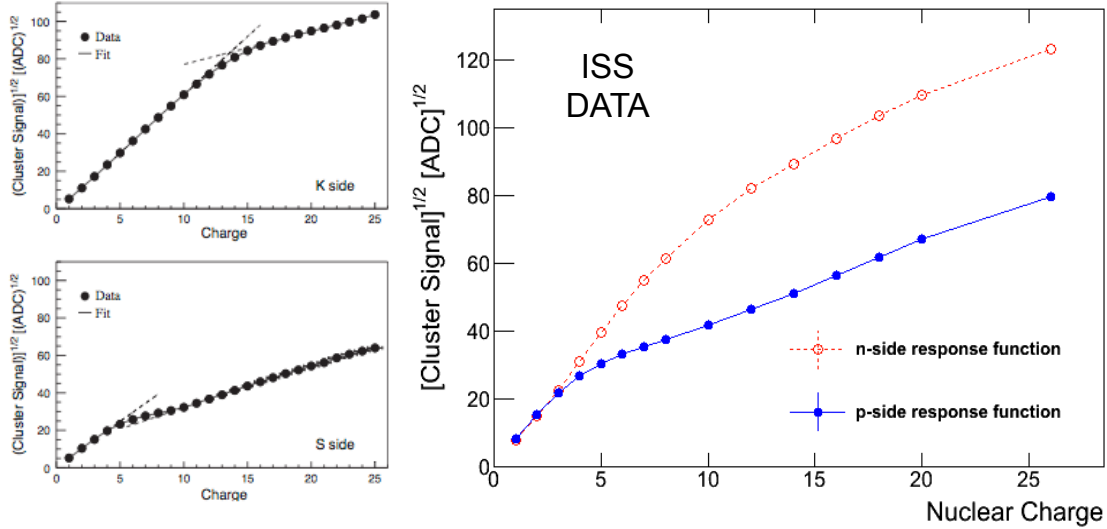 (Cluster Signal)]^1/2 [(ADC)^1/2
100
80
60
40
20
0
Data
Fit
K side
0 5 10 15 20 25
Charge
(Cluster Signal)]^1/2 [(ADC)^1/2
100
80
60
40
20
0
Data
Fit
S side
0 5 10 15 20 25
Charge
[Cluster Signal]^1/2 [ADC]^1/2
120
100
80
60
40
20
0
ISS
DATA
n-side response function
p-side response function
0 5 10 15 20 25
Nuclear Charge